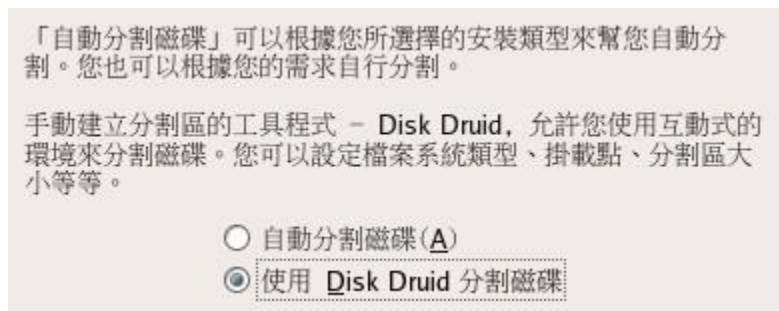 「自動分割磁碟」可以根據您所選擇的安裝類型來幫您自動分
割。您也可以根據您的需求自行分割。
手動建立分割區的工具程式 – Disk Druid, 允許您使用互動式的
環境來分割磁碟。您可以設定檔案系統類型、掛載點、分割區大
小等等。
自動分割磁碟(A)
使用 Disk Druid 分割磁碟